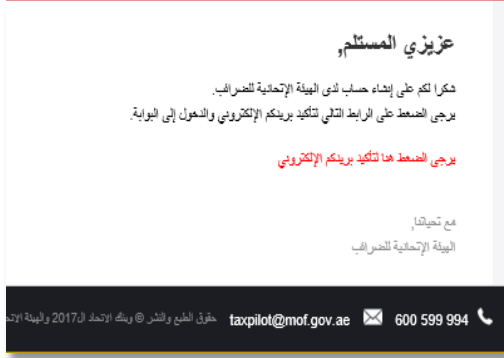 عزيزي المستلم,
شكرا لكم على إنشاء حساب لدى الهيئة الإتحادية للضرائب.
يرجى الضغط على الرابط التالي لتأكيد بريدكم الإلكتروني والدخول إلى البوابة.
يرجى الضغط هنا لتأكيد بريدكم الإلكتروني
مع تحياتنا,
الهيئة الإتحادية للضرائب
600 599 994 taxpilot@mof.gov.ae حقوق الطبع والنشر © وبنك الاتحاد ال2017 والهيئة